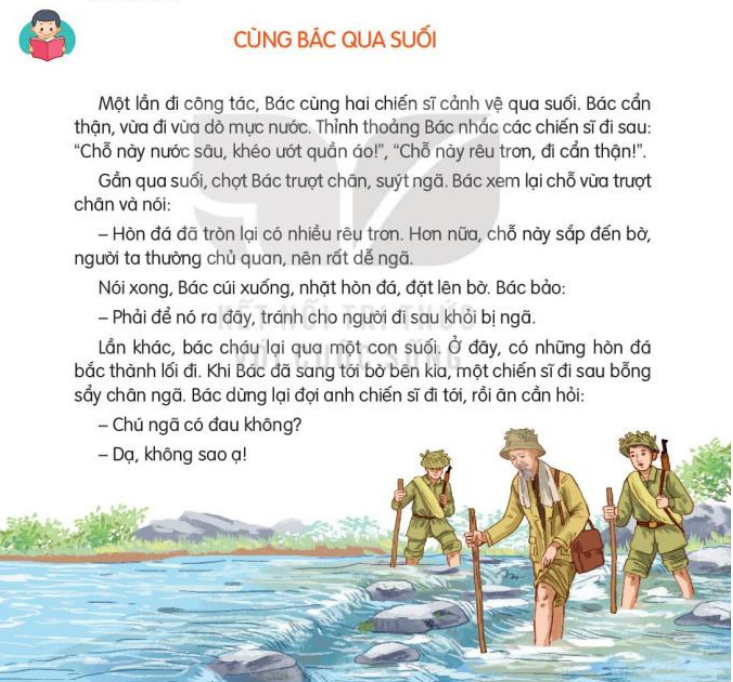 CÙNG BÁC QUA SUỐI
Một lần đi công tác, Bác cùng hai chiến sĩ cảnh vệ qua suối. Bác cẩn
thận, vừa đi vừa dò mực nước. Thỉnh thoảng Bác nhắc các chiến sĩ đi sau:
“Chỗ này nước sâu, khéo ướt quần áo!”, “Chỗ này rêu trơn, đi cẩn thận!”.
Gần qua suối, chợt Bác trượt chân, suýt ngã. Bác xem lại chỗ vừa trượt
chân và nói:
– Hòn đá đã tròn lại có nhiều rêu trơn. Hơn nữa, chỗ này sắp đến bờ,
người ta thường chủ quan, nên rất dễ ngã.
Nói xong, Bác cúi xuống, nhặt hòn đá, đặt lên bờ. Bác bảo:
KẾT NỐI TRI THỨC
– Phải để nó ra đây, tránh cho người đi sau khỏi bị ngã.
VỚI CUỘC SỐNG
Lần khác, bác cháu lại qua một con suối. Ở đây, có những hòn đá
bắc thành lối đi. Khi Bác đã sang tới bờ bên kia, một chiến sĩ đi sau bỗng
sẩy chân ngã. Bác dừng lại đợi anh chiến sĩ đi tới, rồi ân cần hỏi:
– Chú ngã có đau không?
– Dạ, không sao ạ!